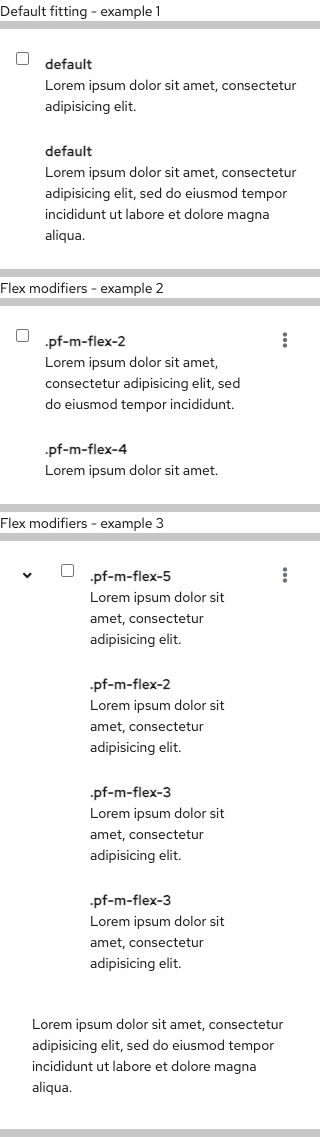 Default fitting - example 1
default
Lorem ipsum dolor sit amet, consectetur
adipisicing elit.
default
Lorem ipsum dolor sit amet, consectetur
adipisicing elit, sed do eiusmod tempor
incididunt ut labore et dolore magna
aliqua.
Flex modifiers - example 2
.pf-m-flex-2
Lorem ipsum dolor sit amet,
consectetur adipisicing elit, sed
do eiusmod tempor incididunt.
.pf-m-flex-4
Lorem ipsum dolor sit amet.
Flex modifiers - example 3
.pf-m-flex-5
Lorem ipsum dolor sit
amet, consectetur
adipisicing elit.
.pf-m-flex-2
Lorem ipsum dolor sit
amet, consectetur
adipisicing elit.
.pf-m-flex-3
Lorem ipsum dolor sit
amet, consectetur
adipisicing elit.
.pf-m-flex-3
Lorem ipsum dolor sit
amet, consectetur
adipisicing elit.
Lorem ipsum dolor sit amet, consectetur
adipisicing elit, sed do eiusmod tempor
incididunt ut labore et dolore magna
aliqua.